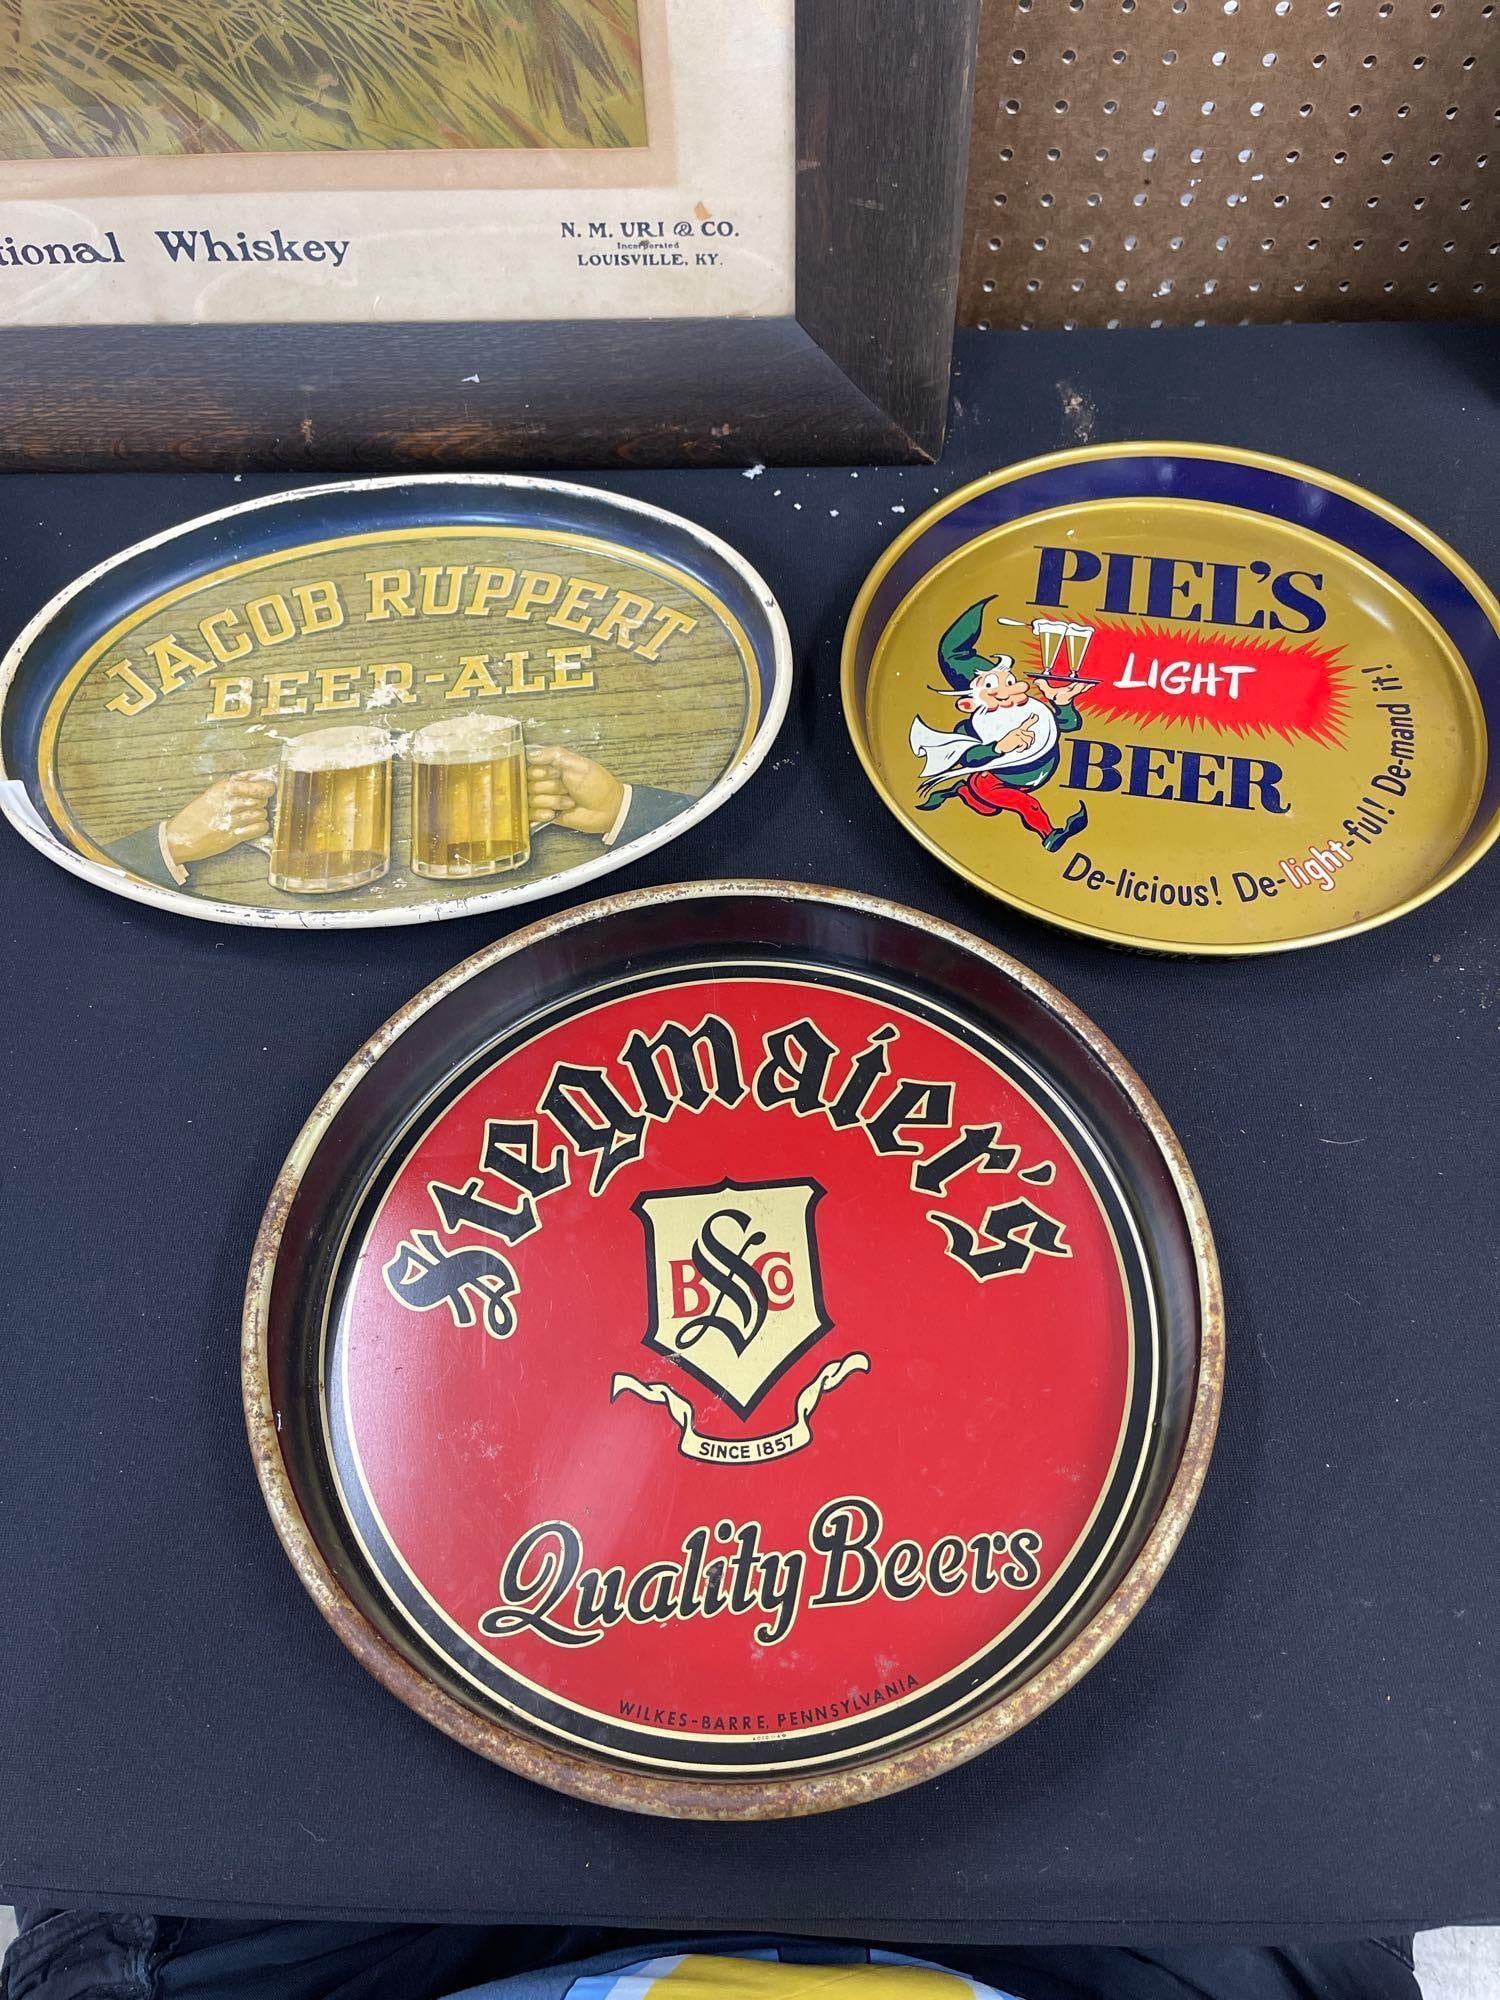 tional Whiskey
N. M. URI & CO.
Incorporated
LOUISVILLE, KY.
JACOB RUPPERT
BEER-ALE
PIEL'S
LIGHT
BEER
De-licious! De-light-ful! De-mand it!
Stegmaier's
B S Co
SINCE 1857
Quality Beers
WILKES-BARRE, PENNSYLVANIA